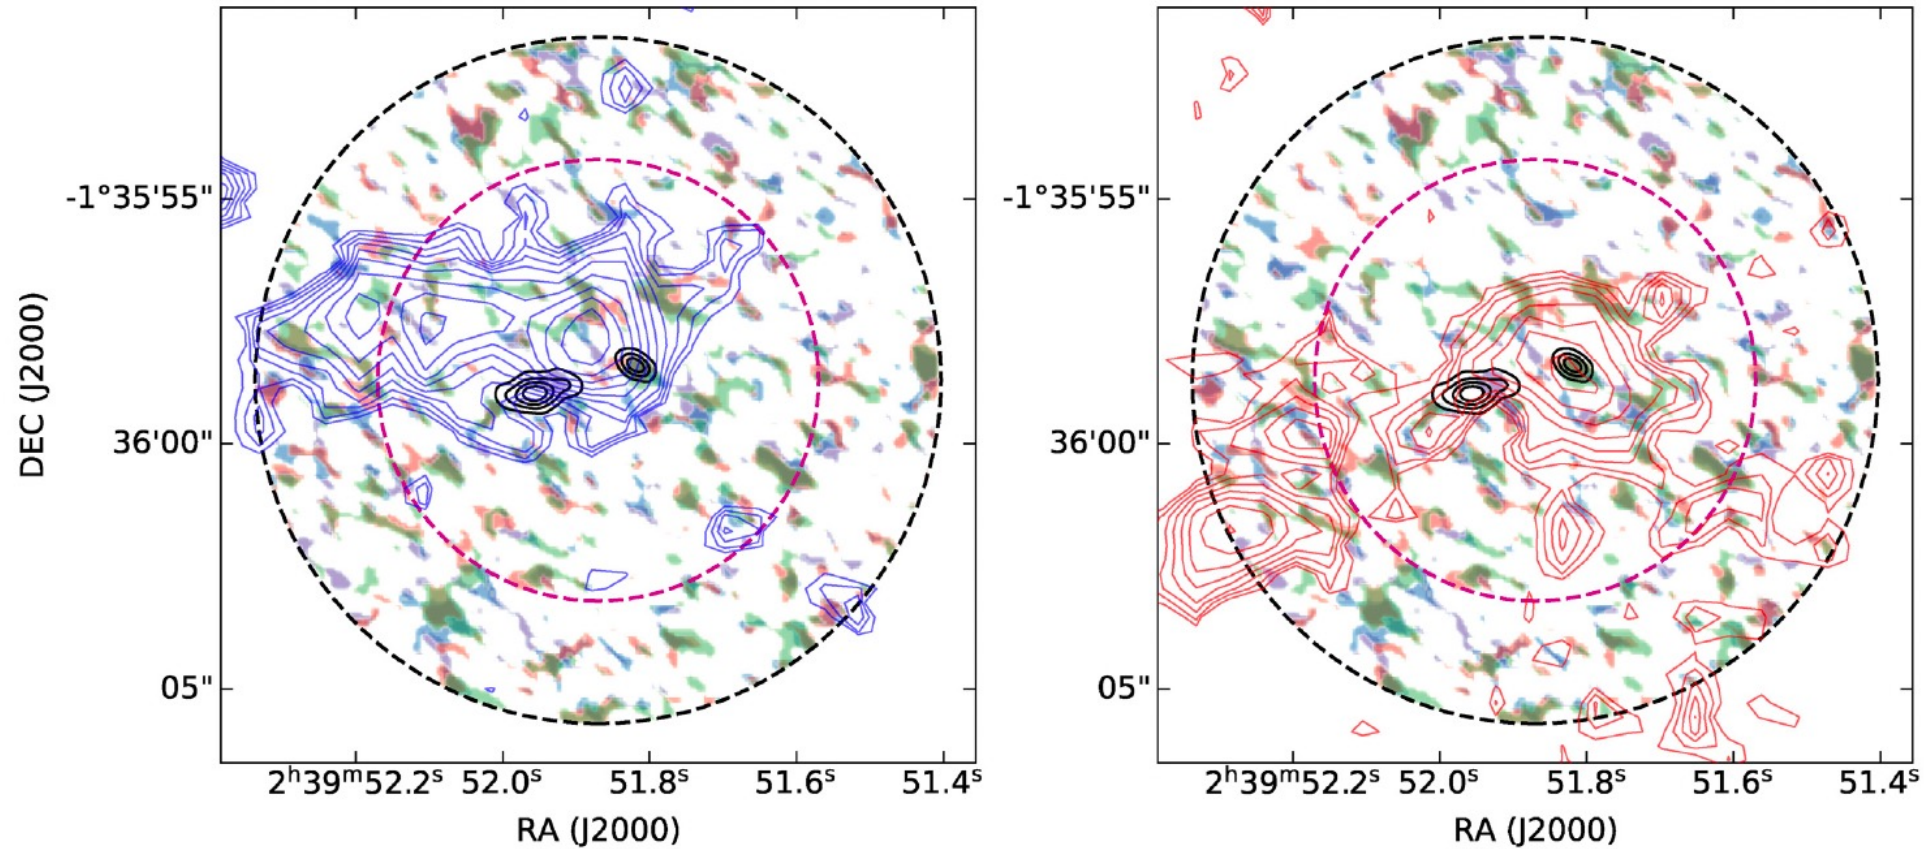 -1°35'55"
36'00"
05"
DEC (J2000)
2ʰ39ᵐ52.2ˢ 52.0ˢ 51.8ˢ 51.6ˢ 51.4ˢ
RA (J2000)
-1°35'55"
36'00"
05"
2ʰ39ᵐ52.2ˢ 52.0ˢ 51.8ˢ 51.6ˢ 51.4ˢ
RA (J2000)